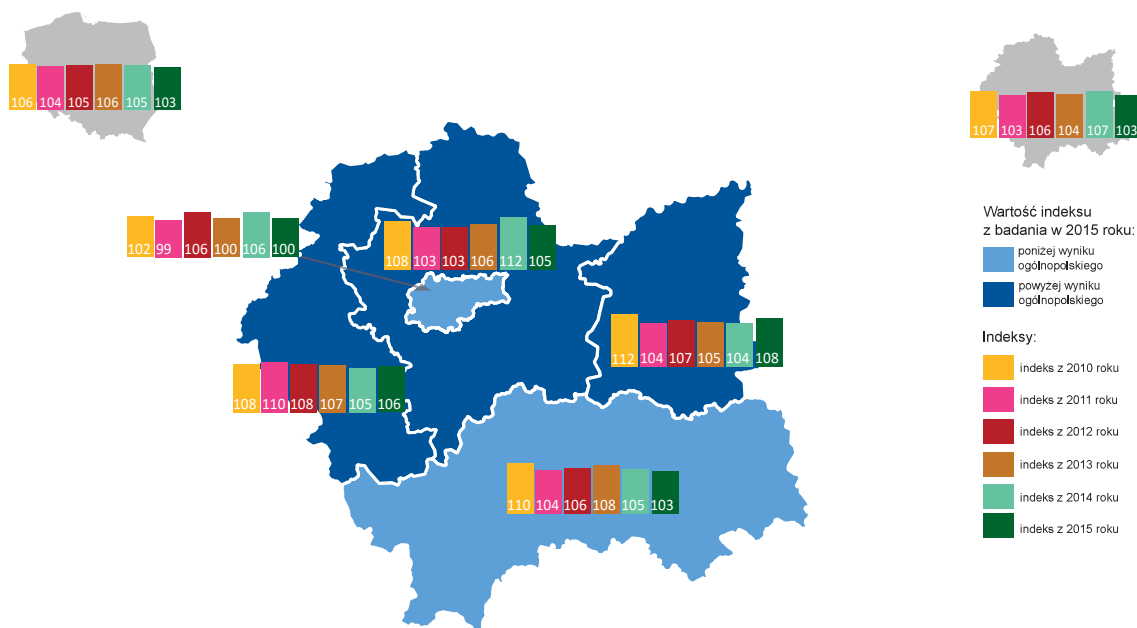 106 104 105 106 105 103
107 103 106 104 107 103
102 99 106 100 106 100
108 103 103 106 112 105
112 104 107 105 104 108
108 110 108 107 105 106
110 104 106 108 105 103
Wartość indeksu
z badania w 2015 roku:
poniżej wyniku
ogólnopolskiego
powyżej wyniku
ogólnopolskiego
Indeksy:
indeks z 2010 roku
indeks z 2011 roku
indeks z 2012 roku
indeks z 2013 roku
indeks z 2014 roku
indeks z 2015 roku